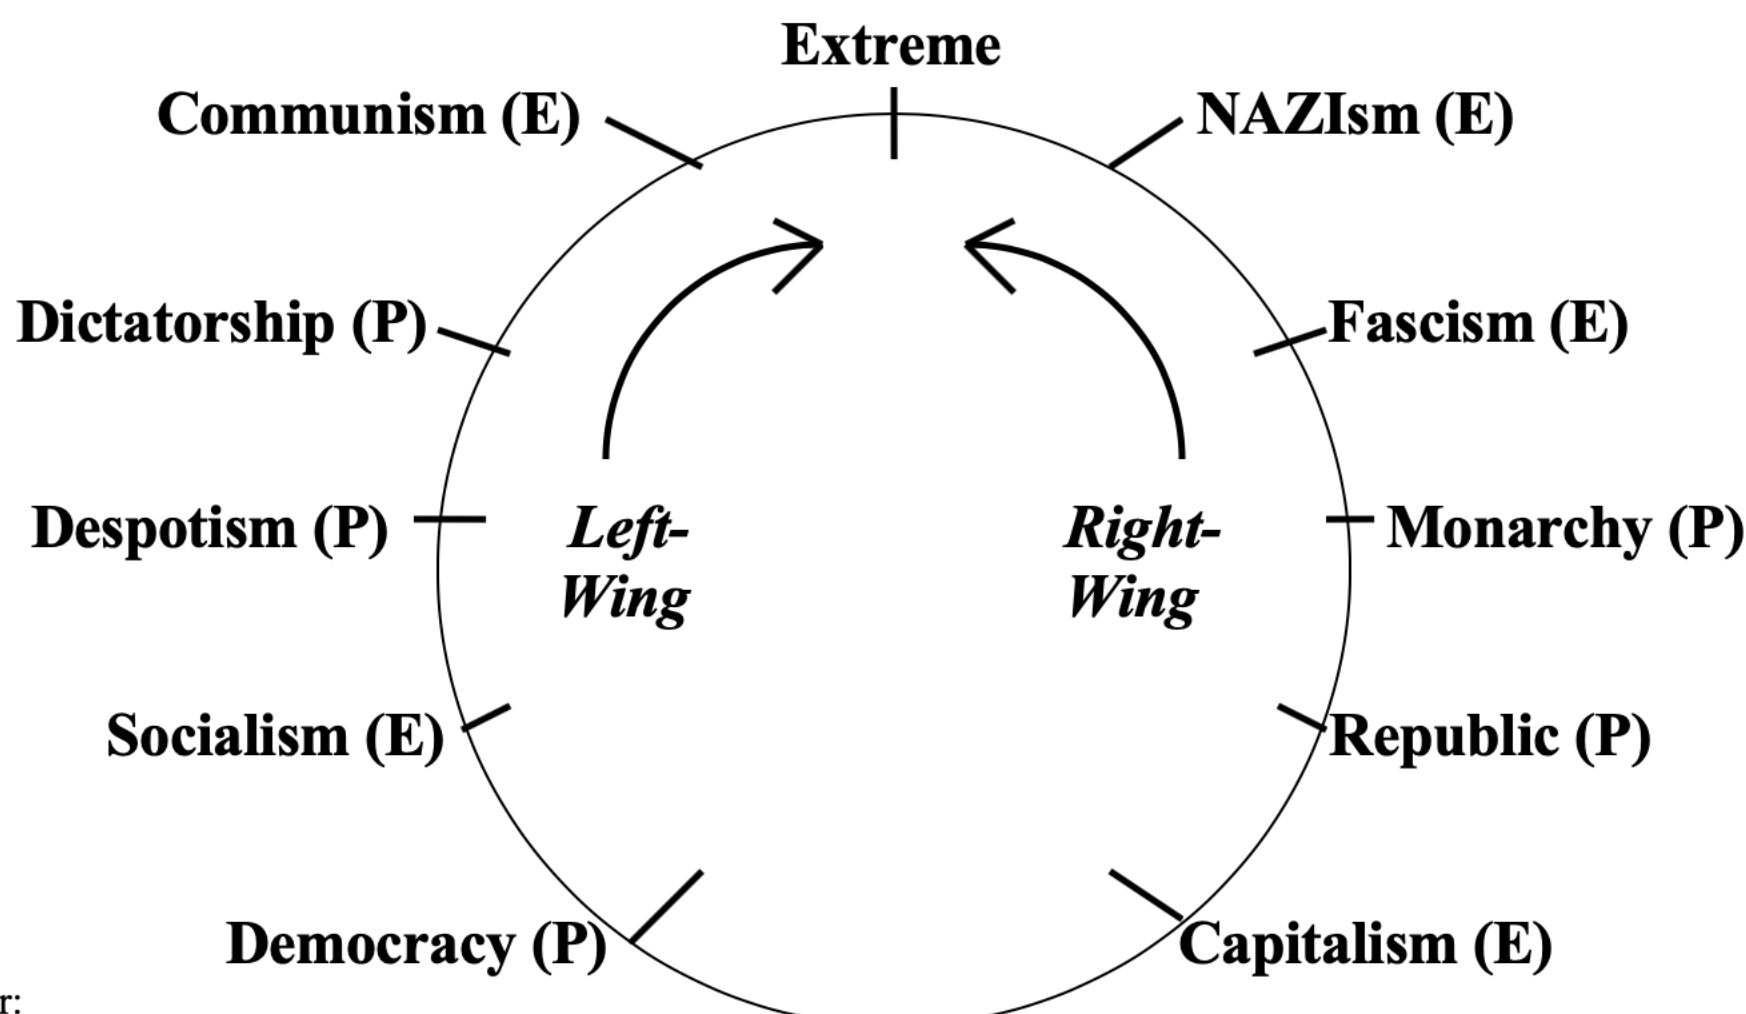 Extreme
Communism (E)
NAZIsm (E)
Dictatorship (P)
Fascism (E)
Despotism (P)
Left-
Wing
Right-
Wing
Monarchy (P)
Socialism (E)
Republic (P)
Democracy (P)
Capitalism (E)
r: